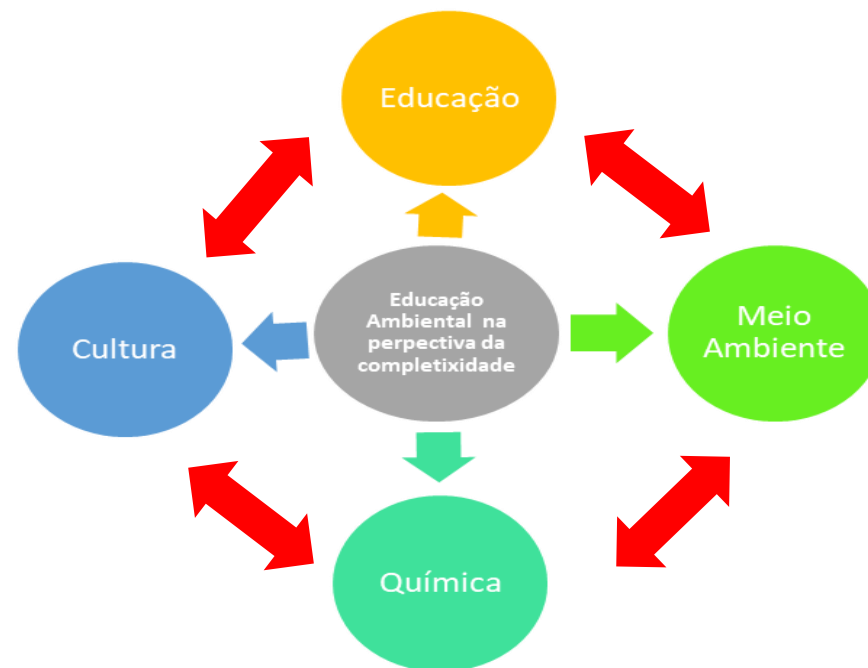 Educação
Educação
Ambiental na
perpectiva da
completixidade
Cultura
Meio
Ambiente
Química